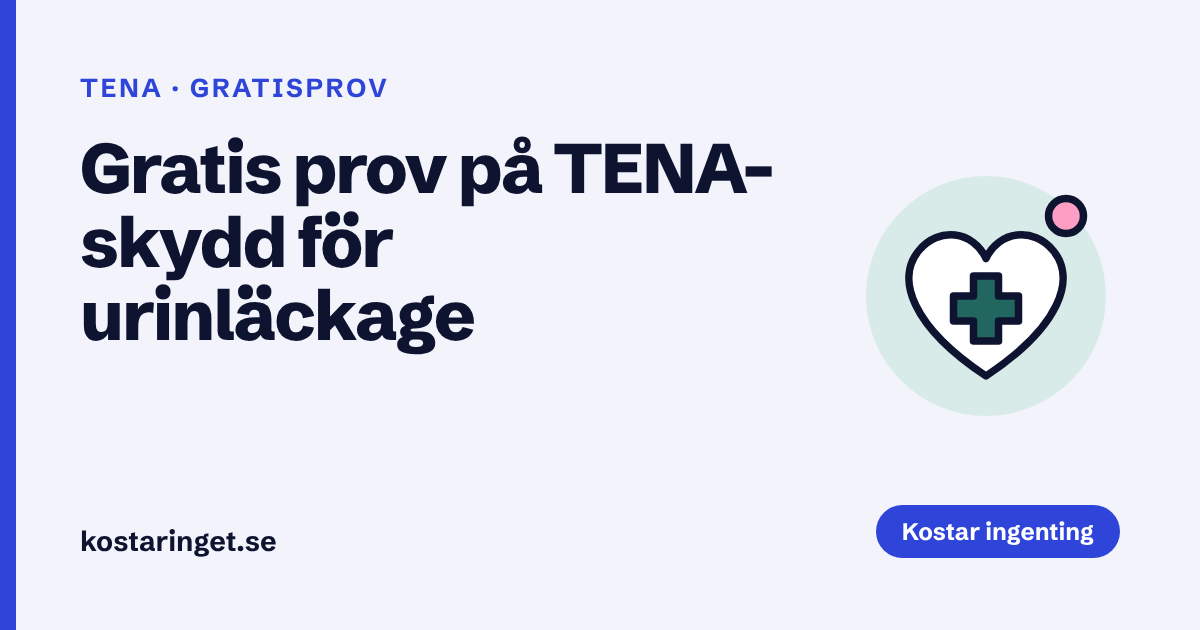 TENA · GRATISPROV
Gratis prov på TENA-
skydd för
urinläckage
kostaringet.se
Kostar ingenting